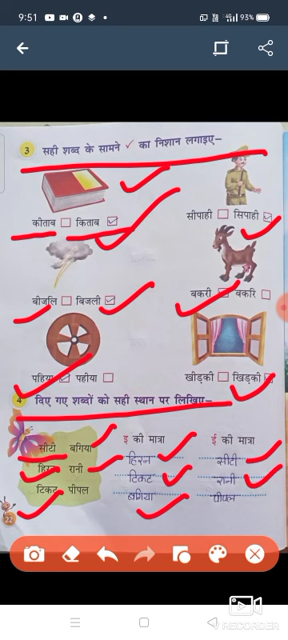 9:51
93%
3 सही शब्द के सामने ✓ का निशान लगाइए–
कीताब किताब सीपाही सिपाही
बीजलि बिजली बकरी बकरि
पहिया पहीया खीड़की खिड़की
4 दिए गए शब्दों को सही स्थान पर लिखिए–
सीटी बगिया इ की मात्रा ई की मात्रा
हिरन रानी हिरन सीटी
टिकट पीपल टिकट रानी
बगिया पीपल
22
RECORDER